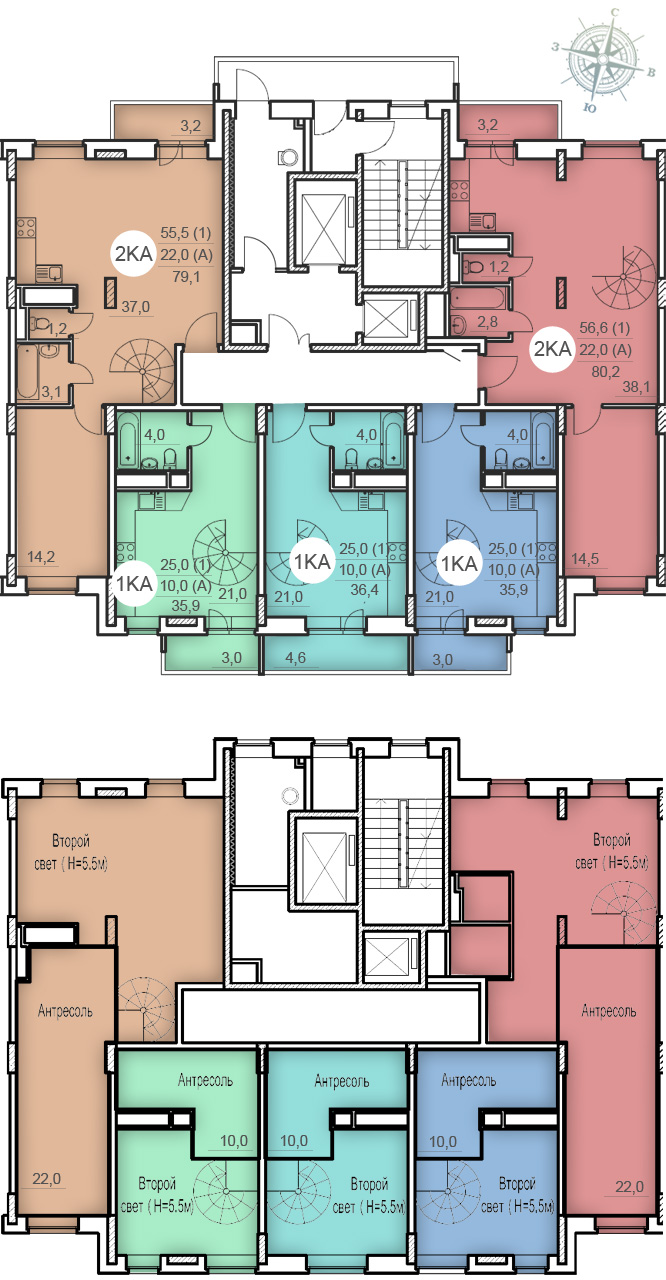 С
З
В
Ю
3,2
3,2
55,5 (1)
22,0 (А)
79,1
2КА
37,0
1,2
3,1
14,2
1,2
2,8
56,6 (1)
22,0 (А)
80,2
2КА
38,1
14,5
4,0
4,0
4,0
25,0 (1)
10,0 (А)
35,9
1КА
21,0
25,0 (1)
10,0 (А)
36,4
1КА
21,0
25,0 (1)
10,0 (А)
35,9
1КА
21,0
3,0
4,6
3,0
Второй
свет ( Н=5.5м)
Второй
свет ( Н=5.5м)
Антресоль
Антресоль
Антресоль
Антресоль
Антресоль
10,0
10,0
10,0
22,0
22,0
Второй
свет ( Н=5.5м)
Второй
свет ( Н=5.5м)
Второй
свет ( Н=5,5м)